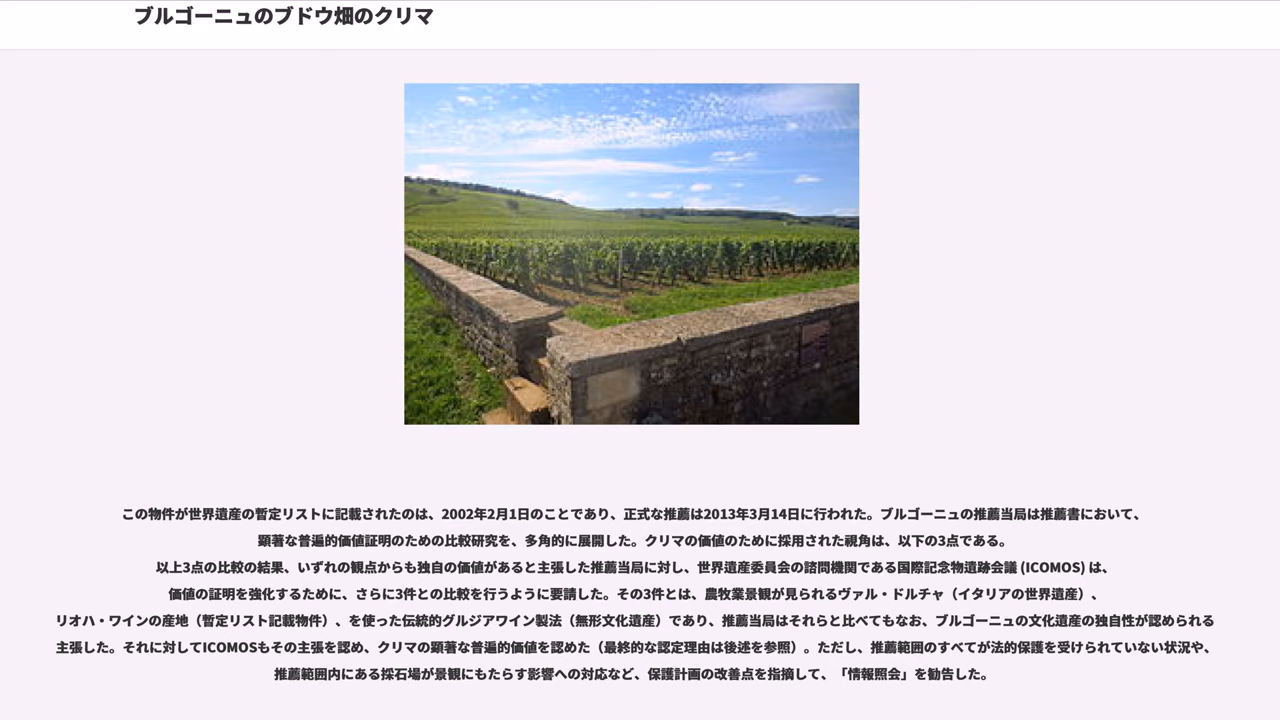 ブルゴーニュのブドウ畑のクリマ
この物件が世界遺産の暫定リストに記載されたのは、2002年2月1日のことであり、正式な推薦は2013年3月14日に行われた。ブルゴーニュの推薦当局は推薦書において、
顕著な普遍的価値証明のための比較研究を、多角的に展開した。クリマの価値のために採用された視角は、以下の3点である。
以上3点の比較の結果、いずれの観点からも独自の価値があると主張した推薦当局に対し、世界遺産委員会の諮問機関である国際記念物遺跡会議 (ICOMOS) は、
価値の証明を強化するために、さらに3件との比較を行うように要請した。その3件とは、農牧業景観が見られるヴァル・ドルチャ（イタリアの世界遺産）、
リオハ・ワインの産地（暫定リスト記載物件）、を使った伝統的グルジアワイン製法（無形文化遺産）であり、推薦当局はそれらと比べてもなお、ブルゴーニュの文化遺産の独自性が認められる
主張した。それに対してICOMOSもその主張を認め、クリマの顕著な普遍的価値を認めた（最終的な認定理由は後述を参照）。ただし、推薦範囲のすべてが法的保護を受けられていない状況や、
推薦範囲内にある採石場が景観にもたらす影響への対応など、保護計画の改善点を指摘して、「情報照会」を勧告した。